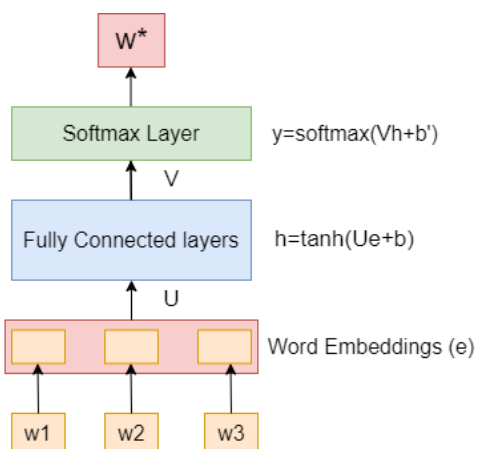 w*
Softmax Layer
y=softmax(Vh+b')
V
Fully Connected layers
h=tanh(Ue+b)
U
Word Embeddings (e)
w1
w2
w3